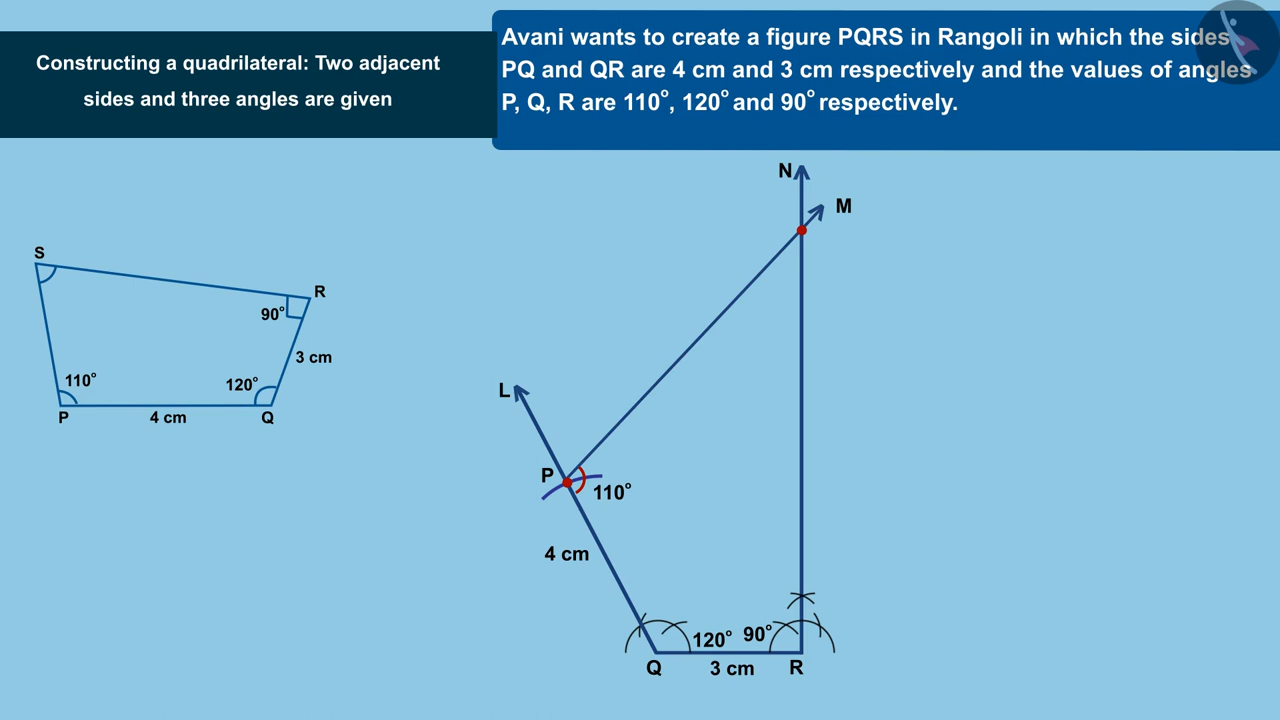 Constructing a quadrilateral: Two adjacent
sides and three angles are given
Avani wants to create a figure PQRS in Rangoli in which the sides
PQ and QR are 4 cm and 3 cm respectively and the values of angles
P, Q, R are 110°, 120° and 90° respectively.
S
R
90°
3 cm
110°
120°
P
4 cm
Q
N
M
L
P
110°
4 cm
120°
90°
Q
3 cm
R